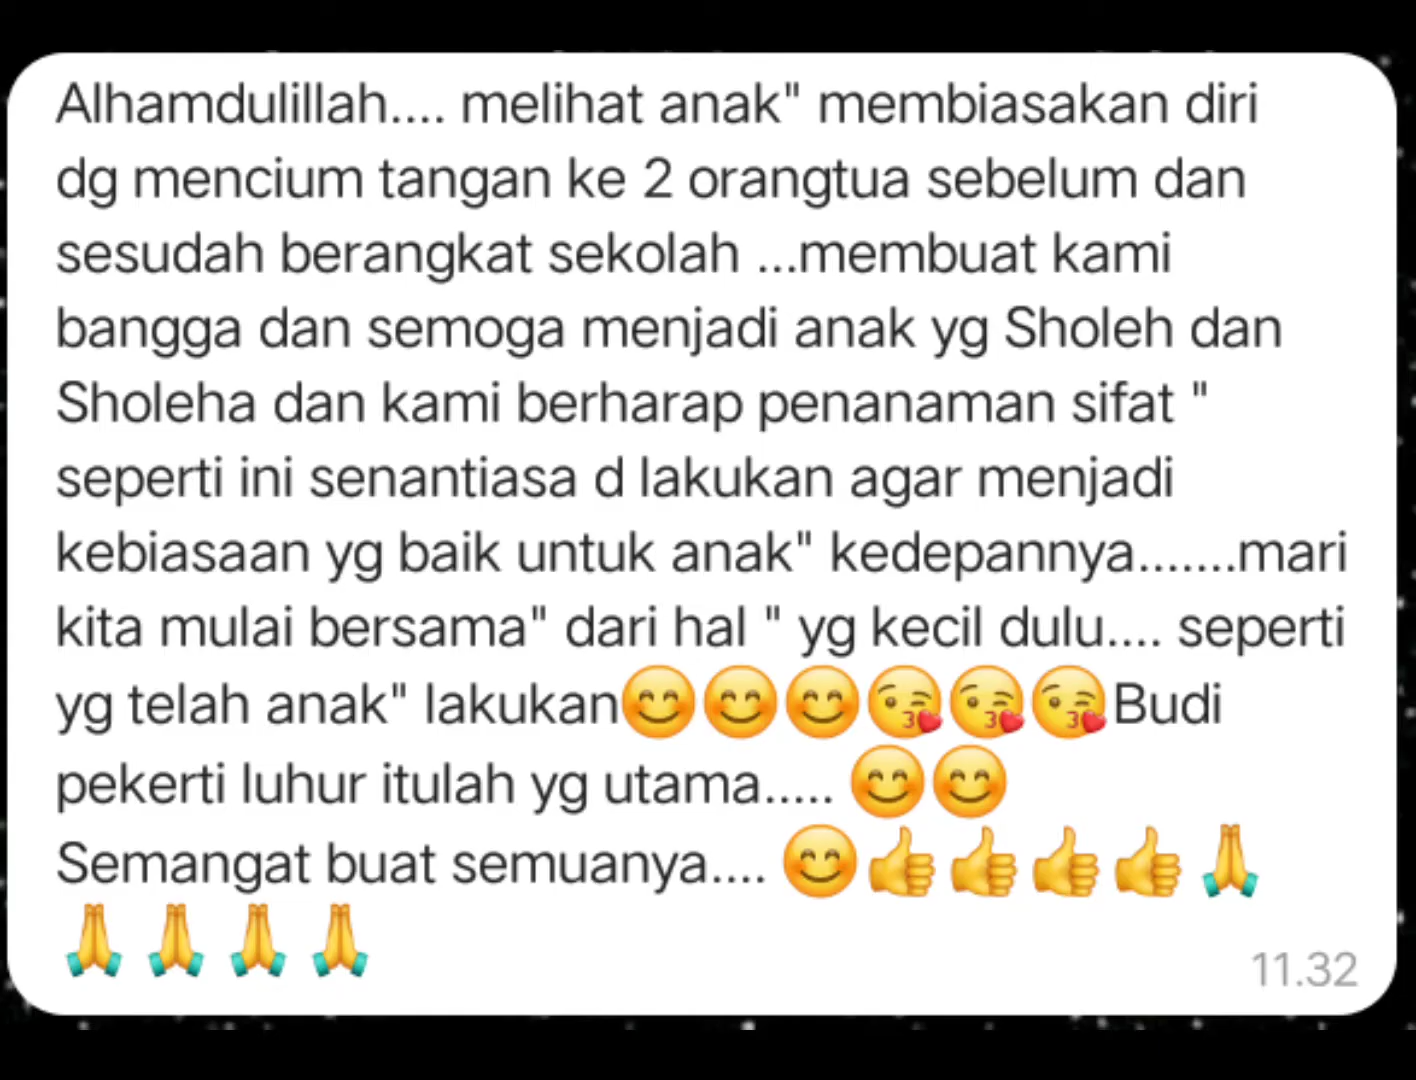 Alhamdulillah.... melihat anak" membiasakan diri
dg mencium tangan ke 2 orangtua sebelum dan
sesudah berangkat sekolah ...membuat kami
bangga dan semoga menjadi anak yg Sholeh dan
Sholeha dan kami berharap penanaman sifat "
seperti ini senantiasa d lakukan agar menjadi
kebiasaan yg baik untuk anak" kedepannya.......mari
kita mulai bersama" dari hal " yg kecil dulu.... seperti
yg telah anak" lakukan😊😊😊😘😘😘Budi
pekerti luhur itulah yg utama..... 😊😊
Semangat buat semuanya.... 😊👍👍👍👍🙏
🙏🙏🙏🙏
11.32